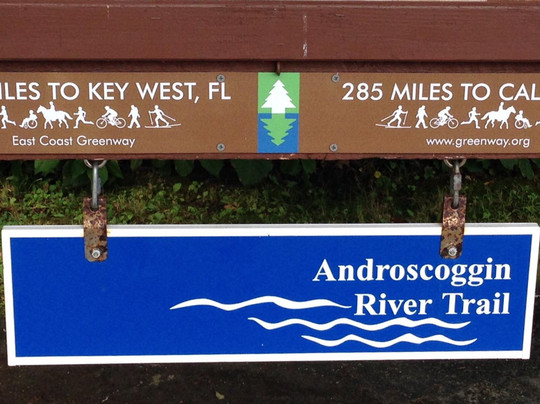 ILES TO KEY WEST, FL
East Coast Greenway
285 MILES TO CAL
www.greenway.org
Androscoggin
River Trail